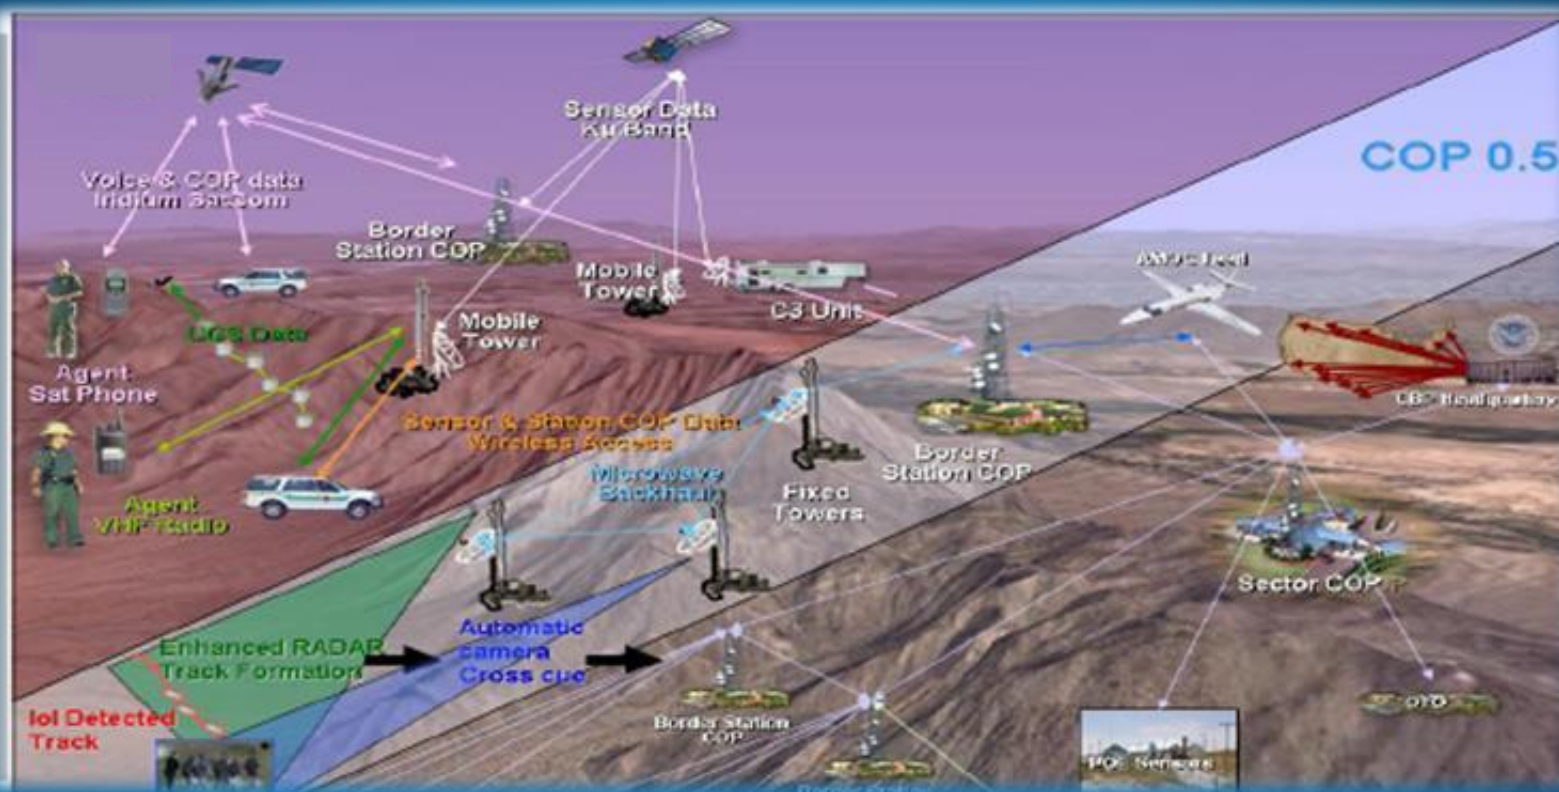 COP 0.5
Sensor Data
Ku Band
Voice & COP data
Iridium SatCom
Border
Station COP
Mobile
Tower
C3 Unit
Mobile
Tower
UGS Data
Agent
Sat Phone
Sensor & Station COP Data
Wireless Access
Microwave
Backhaul
Fixed
Towers
Border
Station COP
CBP Headquarters
Agent
VHF Radio
Sector COP
Enhanced RADAR
Track Formation
Automatic
camera
Cross cue
IoI Detected
Track
Border Station
COP
POE Sensors